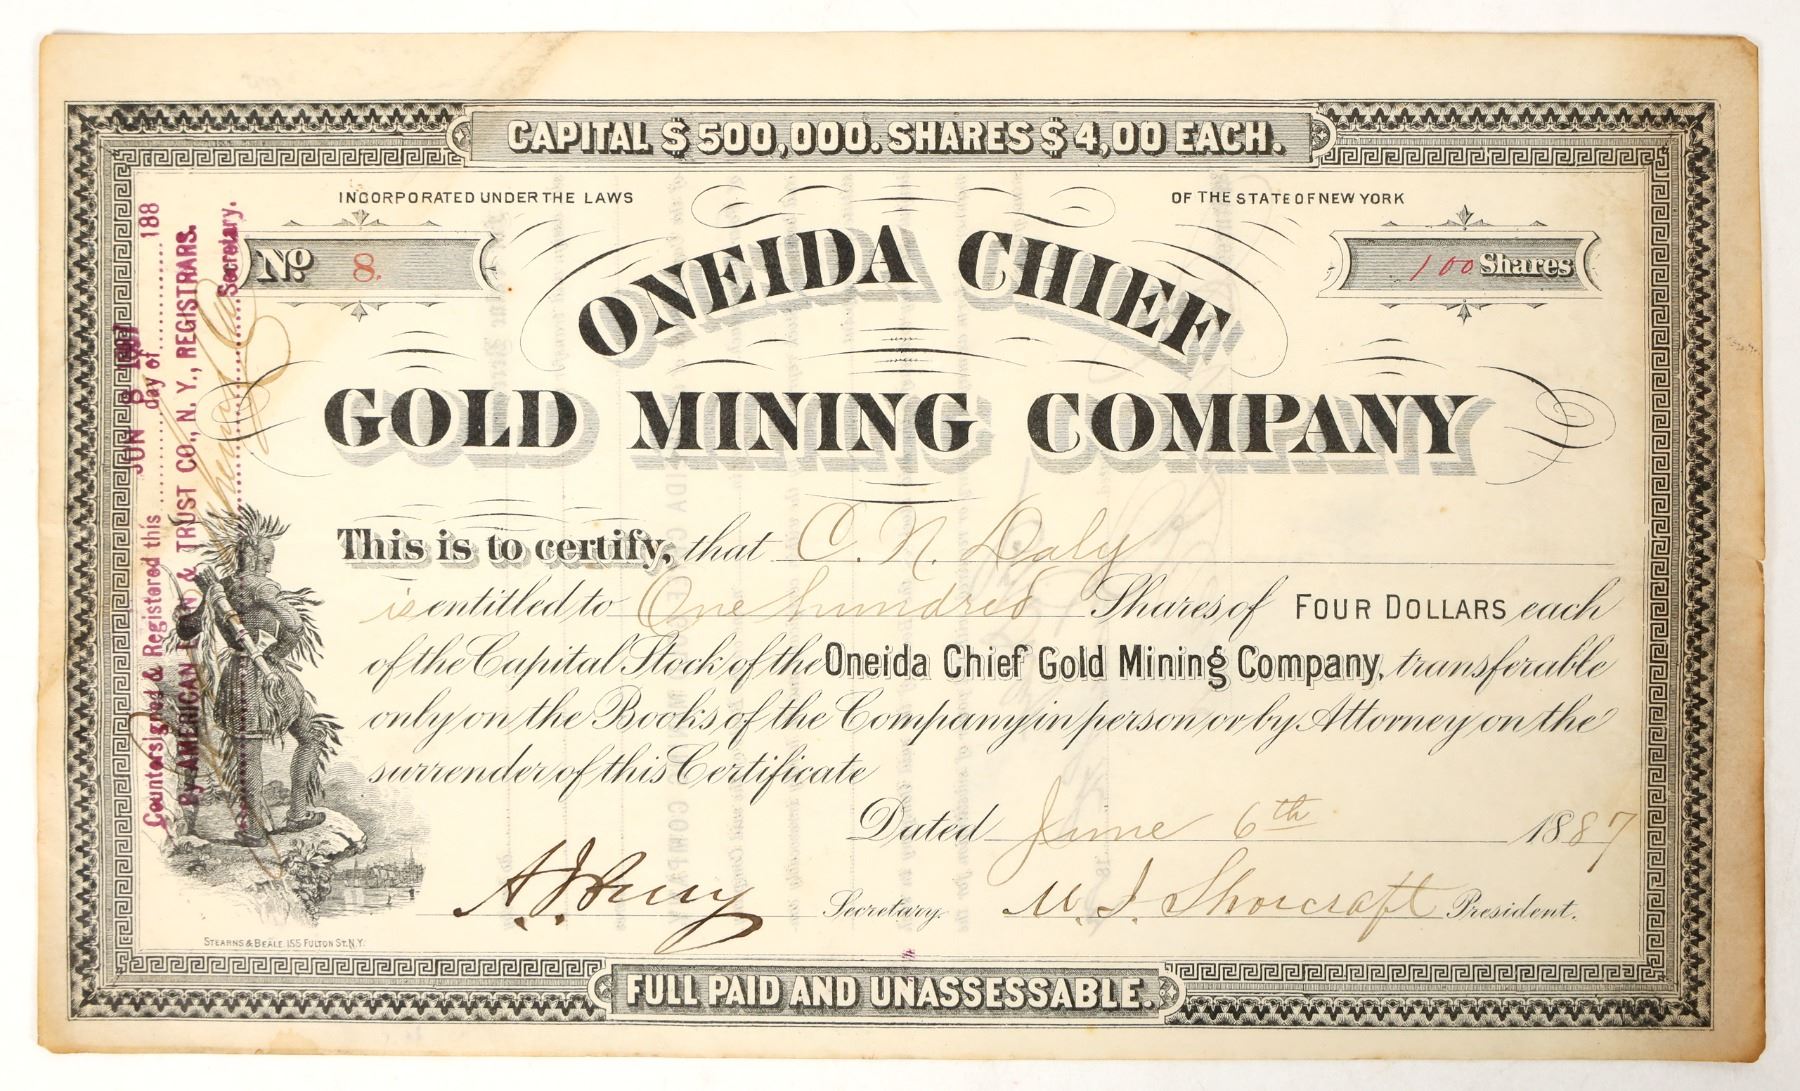 CAPITAL $500,000. SHARES $4,00 EACH.
INCORPORATED UNDER THE LAWS OF THE STATE OF NEW YORK
No 8.
100 Shares
ONEIDA CHIEF
GOLD MINING COMPANY
This is to certify, that C. N. Daly
is entitled to One hundred Shares of FOUR DOLLARS each
of the Capital Stock of the Oneida Chief Gold Mining Company, transferable
only on the Books of the Company in person or by Attorney on the
surrender of this Certificate
Dated June 6th 1887
Secretary. President.
STEARNS & BEALE 155 FULTON ST. N.Y.
FULL PAID AND UNASSESSABLE.
Countersigned & Registered this JUN 8 1887 day of 188
By AMERICAN LOAN & TRUST CO., N. Y., REGISTRARS.
Secretary.